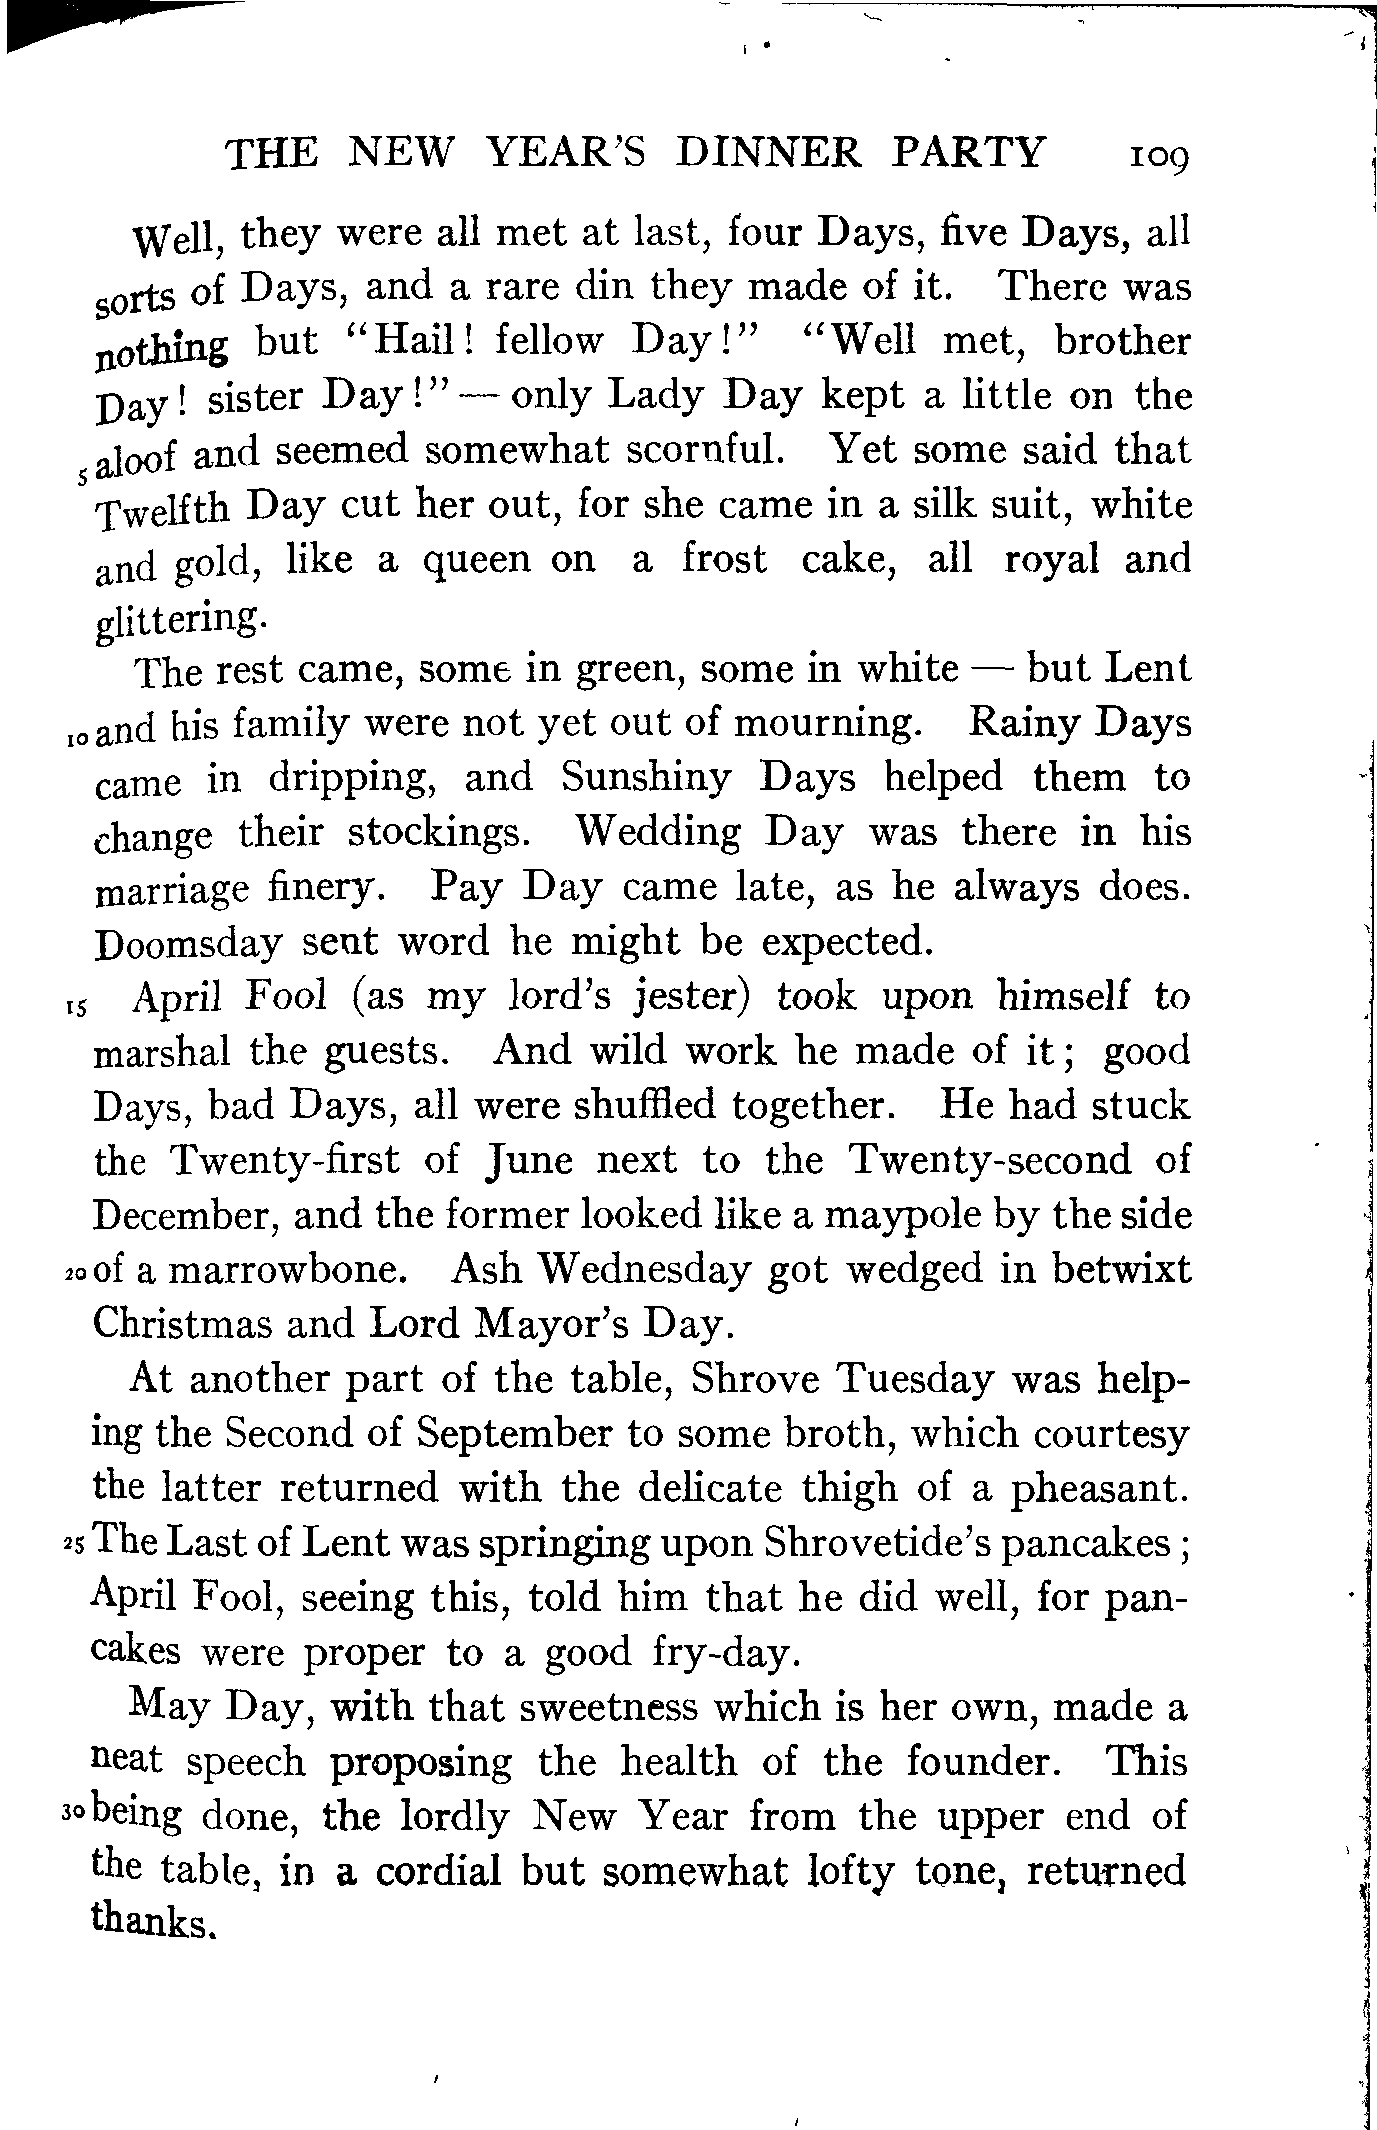 THE NEW YEAR'S DINNER PARTY 109
Well, they were all met at last, four Days, five Days, all
sorts of Days, and a rare din they made of it. There was
nothing but "Hail! fellow Day!" "Well met, brother
Day! sister Day!" — only Lady Day kept a little on the
5 aloof and seemed somewhat scornful. Yet some said that
Twelfth Day cut her out, for she came in a silk suit, white
and gold, like a queen on a frost cake, all royal and
glittering.
The rest came, some in green, some in white — but Lent
10 and his family were not yet out of mourning. Rainy Days
came in dripping, and Sunshiny Days helped them to
change their stockings. Wedding Day was there in his
marriage finery. Pay Day came late, as he always does.
Doomsday sent word he might be expected.
15 April Fool (as my lord's jester) took upon himself to
marshal the guests. And wild work he made of it; good
Days, bad Days, all were shuffled together. He had stuck
the Twenty-first of June next to the Twenty-second of
December, and the former looked like a maypole by the side
20 of a marrowbone. Ash Wednesday got wedged in betwixt
Christmas and Lord Mayor's Day.
At another part of the table, Shrove Tuesday was help-
ing the Second of September to some broth, which courtesy
the latter returned with the delicate thigh of a pheasant.
25 The Last of Lent was springing upon Shrovetide's pancakes;
April Fool, seeing this, told him that he did well, for pan-
cakes were proper to a good fry-day.
May Day, with that sweetness which is her own, made a
neat speech proposing the health of the founder. This
30 being done, the lordly New Year from the upper end of
the table, in a cordial but somewhat lofty tone, returned
thanks.